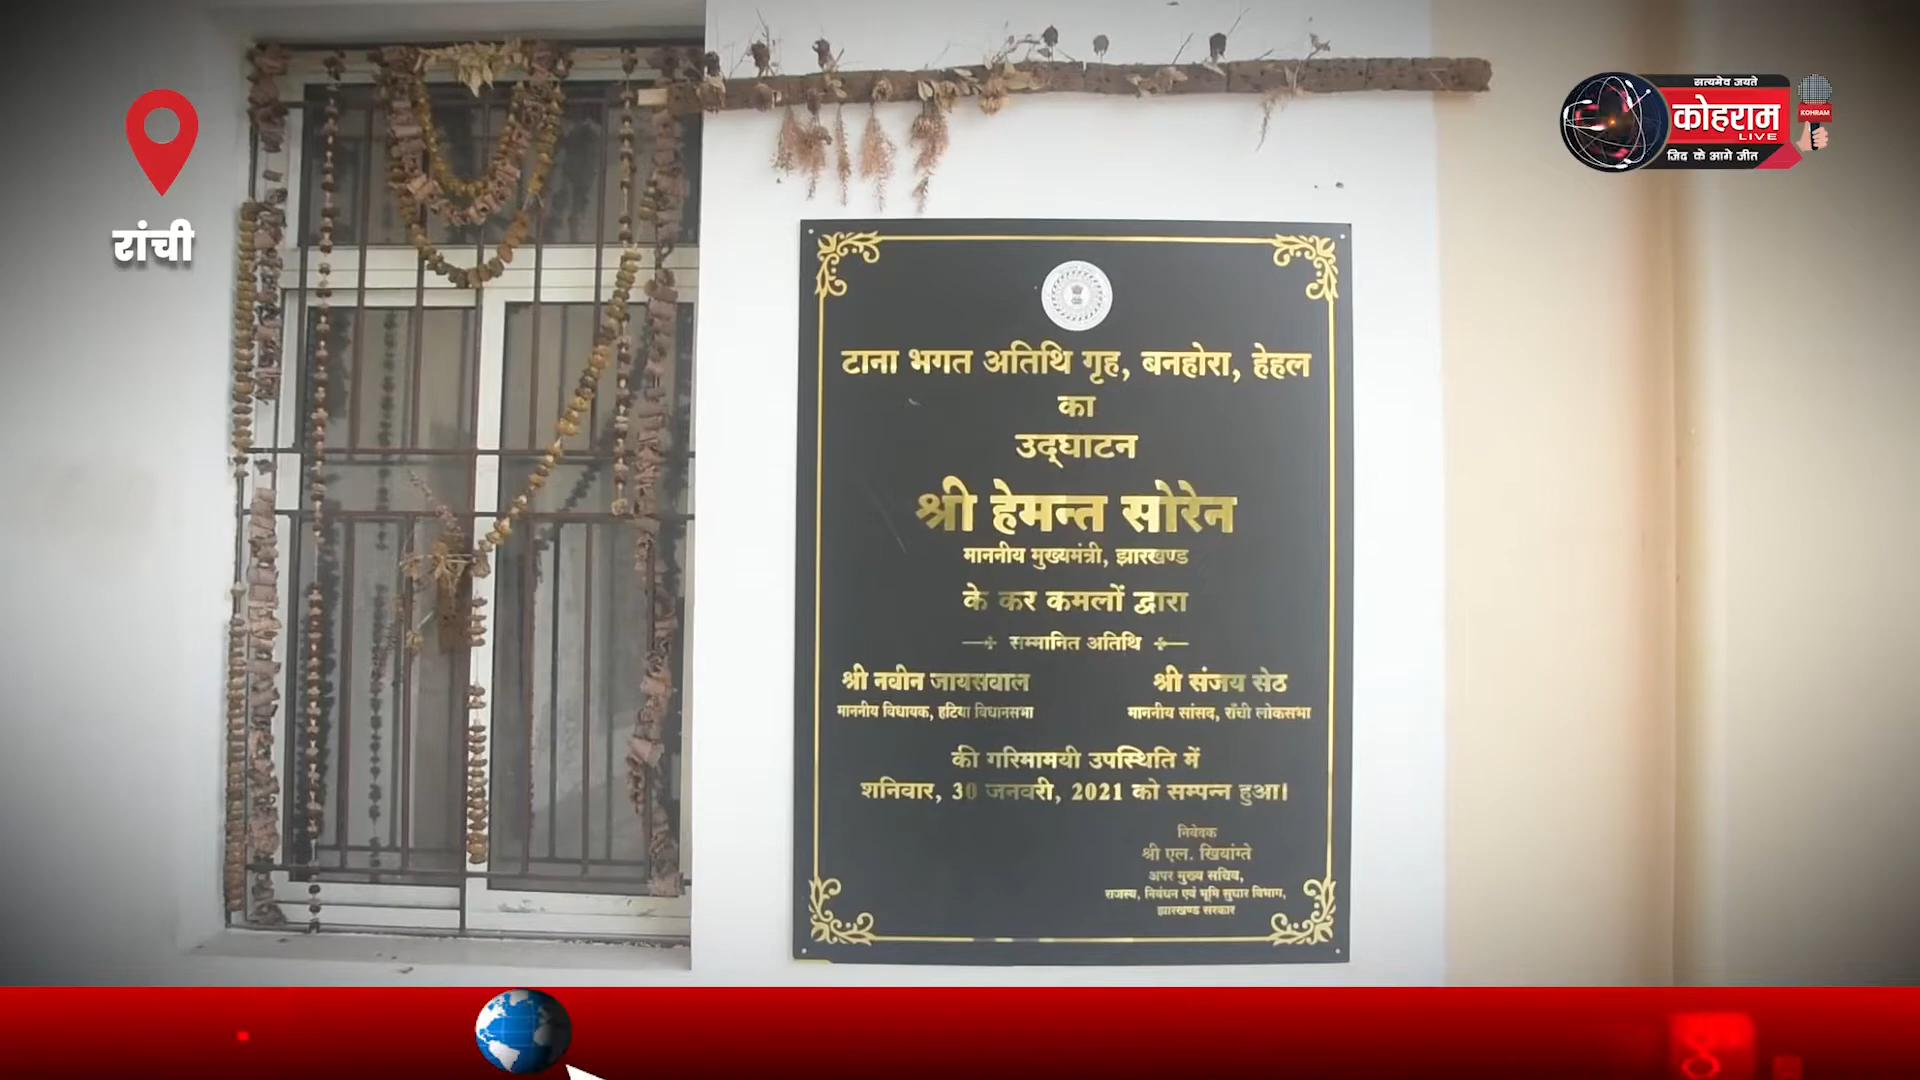 रांची
सत्यमेव जयते
कोहराम
LIVE
जिद के आगे जीत
KOHRAM
टाना भगत अतिथि गृह, बनहोरा, हेहल
का
उद्घाटन
श्री हेमन्त सोरेन
माननीय मुख्यमंत्री, झारखण्ड
के कर कमलों द्वारा
सम्मानित अतिथि
श्री नवीन जायसवाल श्री संजय सेठ
माननीय विधायक, हटिया विधानसभा माननीय सांसद, राँची लोकसभा
की गरिमामयी उपस्थिति में
शनिवार, 30 जनवरी, 2021 को सम्पन्न हुआ।
निवेदक
श्री एल. खियांग्ते
अपर मुख्य सचिव,
राजस्व, निबंधन एवं भूमि सुधार विभाग,
झारखण्ड सरकार